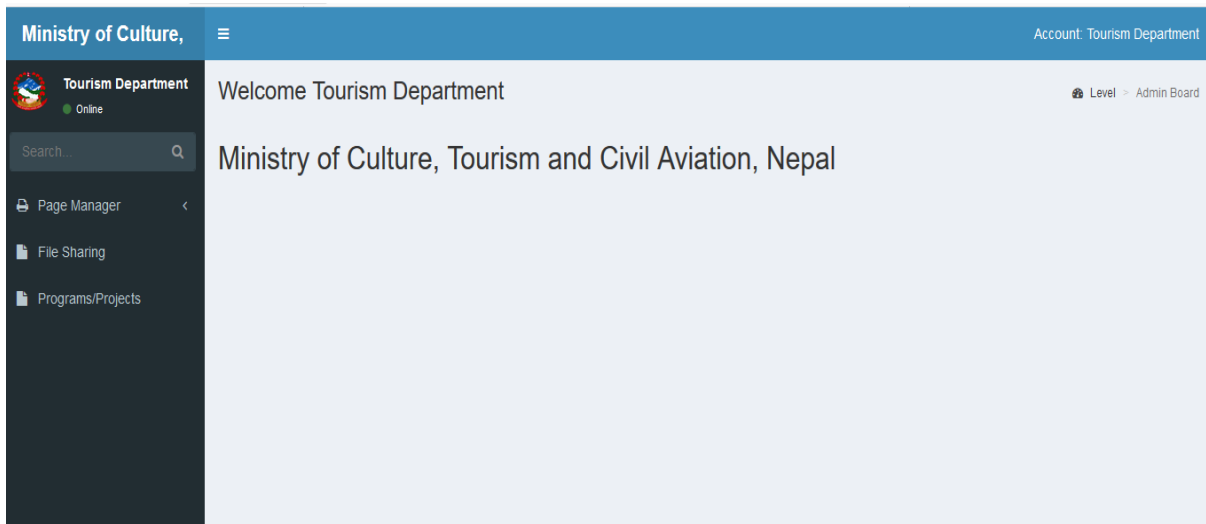 Ministry of Culture,
Account: Tourism Department
Tourism Department
Online
Search...
Page Manager
File Sharing
Programs/Projects
Welcome Tourism Department
Level > Admin Board
Ministry of Culture, Tourism and Civil Aviation, Nepal